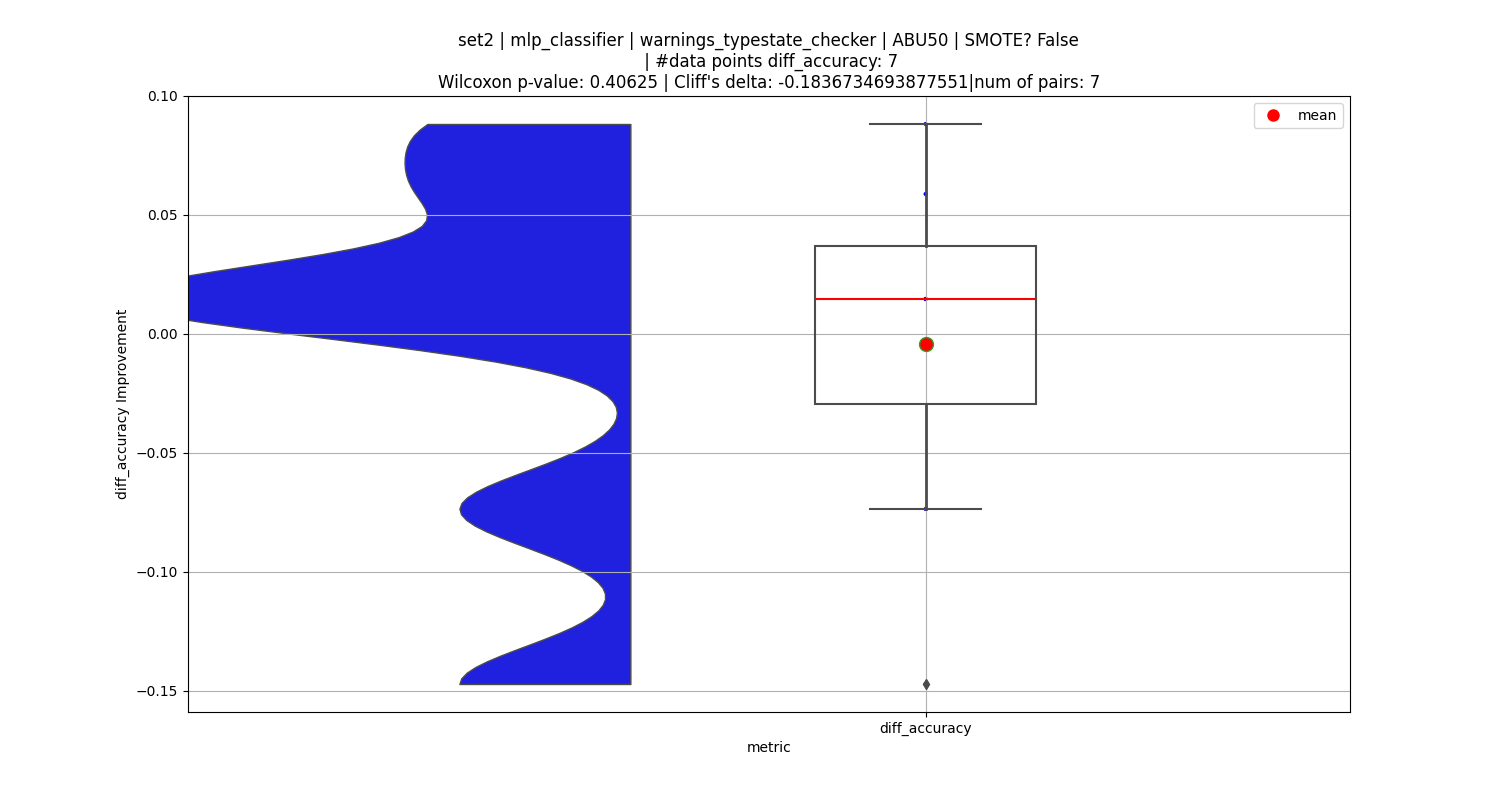 set2 | mlp_classifier | warnings_typestate_checker | ABU50 | SMOTE? False
| #data points diff_accuracy: 7
Wilcoxon p-value: 0.40625 | Cliff's delta: -0.1836734693877551|num of pairs: 7
mean
0.10
0.05
0.00
−0.05
−0.10
−0.15
diff_accuracy Improvement
diff_accuracy
metric